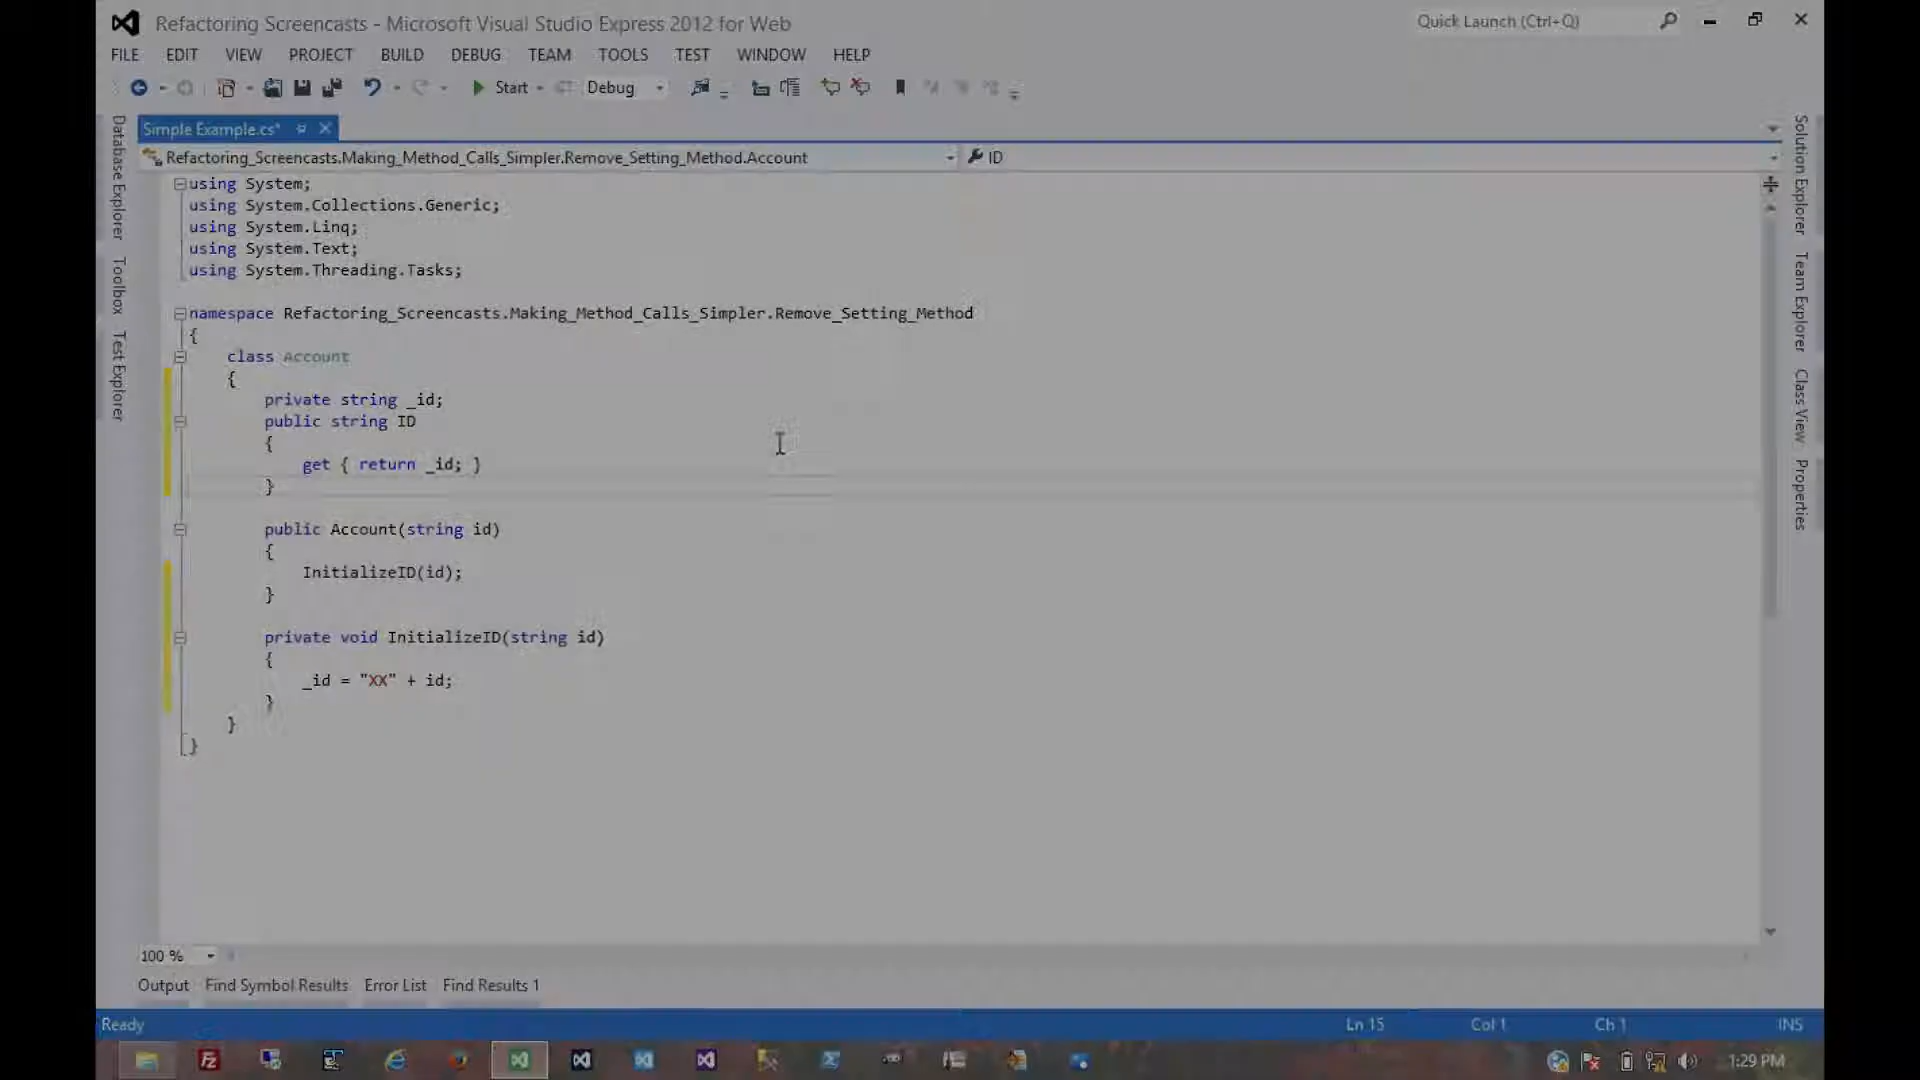 Refactoring Screencasts - Microsoft Visual Studio Express 2012 for Web
Quick Launch (Ctrl+Q)
FILE EDIT VIEW PROJECT BUILD DEBUG TEAM TOOLS TEST WINDOW HELP
Start Debug
Simple Example.cs*
Refactoring_Screencasts.Making_Method_Calls_Simpler.Remove_Setting_Method.Account
ID
using System;
using System.Collections.Generic;
using System.Linq;
using System.Text;
using System.Threading.Tasks;
namespace Refactoring_Screencasts.Making_Method_Calls_Simpler.Remove_Setting_Method
{
class Account
{
private string _id;
public string ID
{
get { return _id; }
}
public Account(string id)
{
InitializeID(id);
}
private void InitializeID(string id)
{
_id = "XX" + id;
}
}
}
Database Explorer
Toolbox
Test Explorer
Solution Explorer
Team Explorer
Class View
Properties
100 %
Output Find Symbol Results Error List Find Results 1
Ready Ln 15 Col 1 Ch 1 INS
1:29 PM